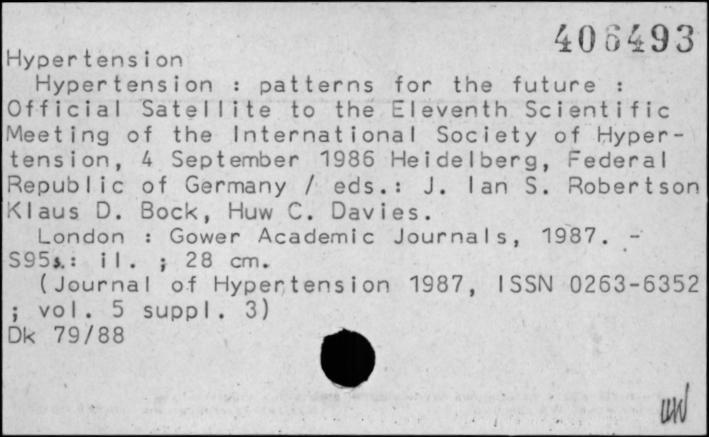 406493
Hypertension
Hypertension : patterns for the future :
Official Satellite to the Eleventh Scientific
Meeting of the International Society of Hyper-
tension, 4 September 1986 Heidelberg, Federal
Republic of Germany / eds.: J. Ian S. Robertson
Klaus D. Bock, Huw C. Davies.
London : Gower Academic Journals, 1987. -
S95s.: il. ; 28 cm.
(Journal of Hypertension 1987, ISSN 0263-6352
; vol. 5 suppl. 3)
Dk 79/88